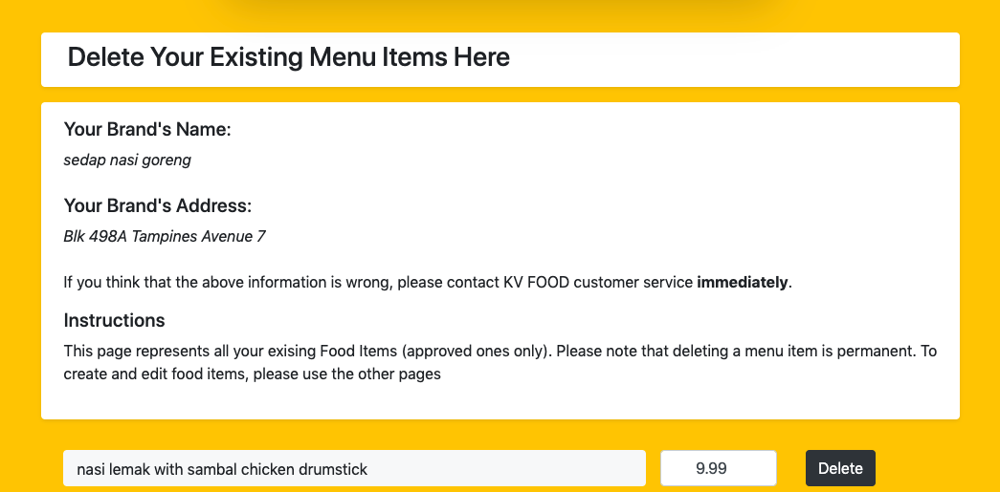 Delete Your Existing Menu Items Here
Your Brand's Name:
sedap nasi goreng
Your Brand's Address:
Blk 498A Tampines Avenue 7
If you think that the above information is wrong, please contact KV FOOD customer service immediately.
Instructions
This page represents all your exising Food Items (approved ones only). Please note that deleting a menu item is permanent. To
create and edit food items, please use the other pages
nasi lemak with sambal chicken drumstick 9.99 Delete